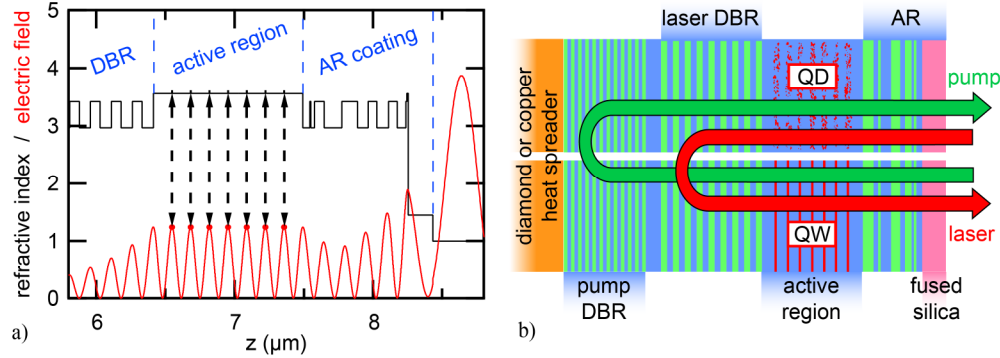 refractive index / electric field
5
4
3
2
1
0
DBR
active region
AR coating
6
7
8
z (µm)
a)
laser DBR
AR
QD
pump
diamond or copper
heat spreader
QW
laser
pump
DBR
active
region
fused
silica
b)